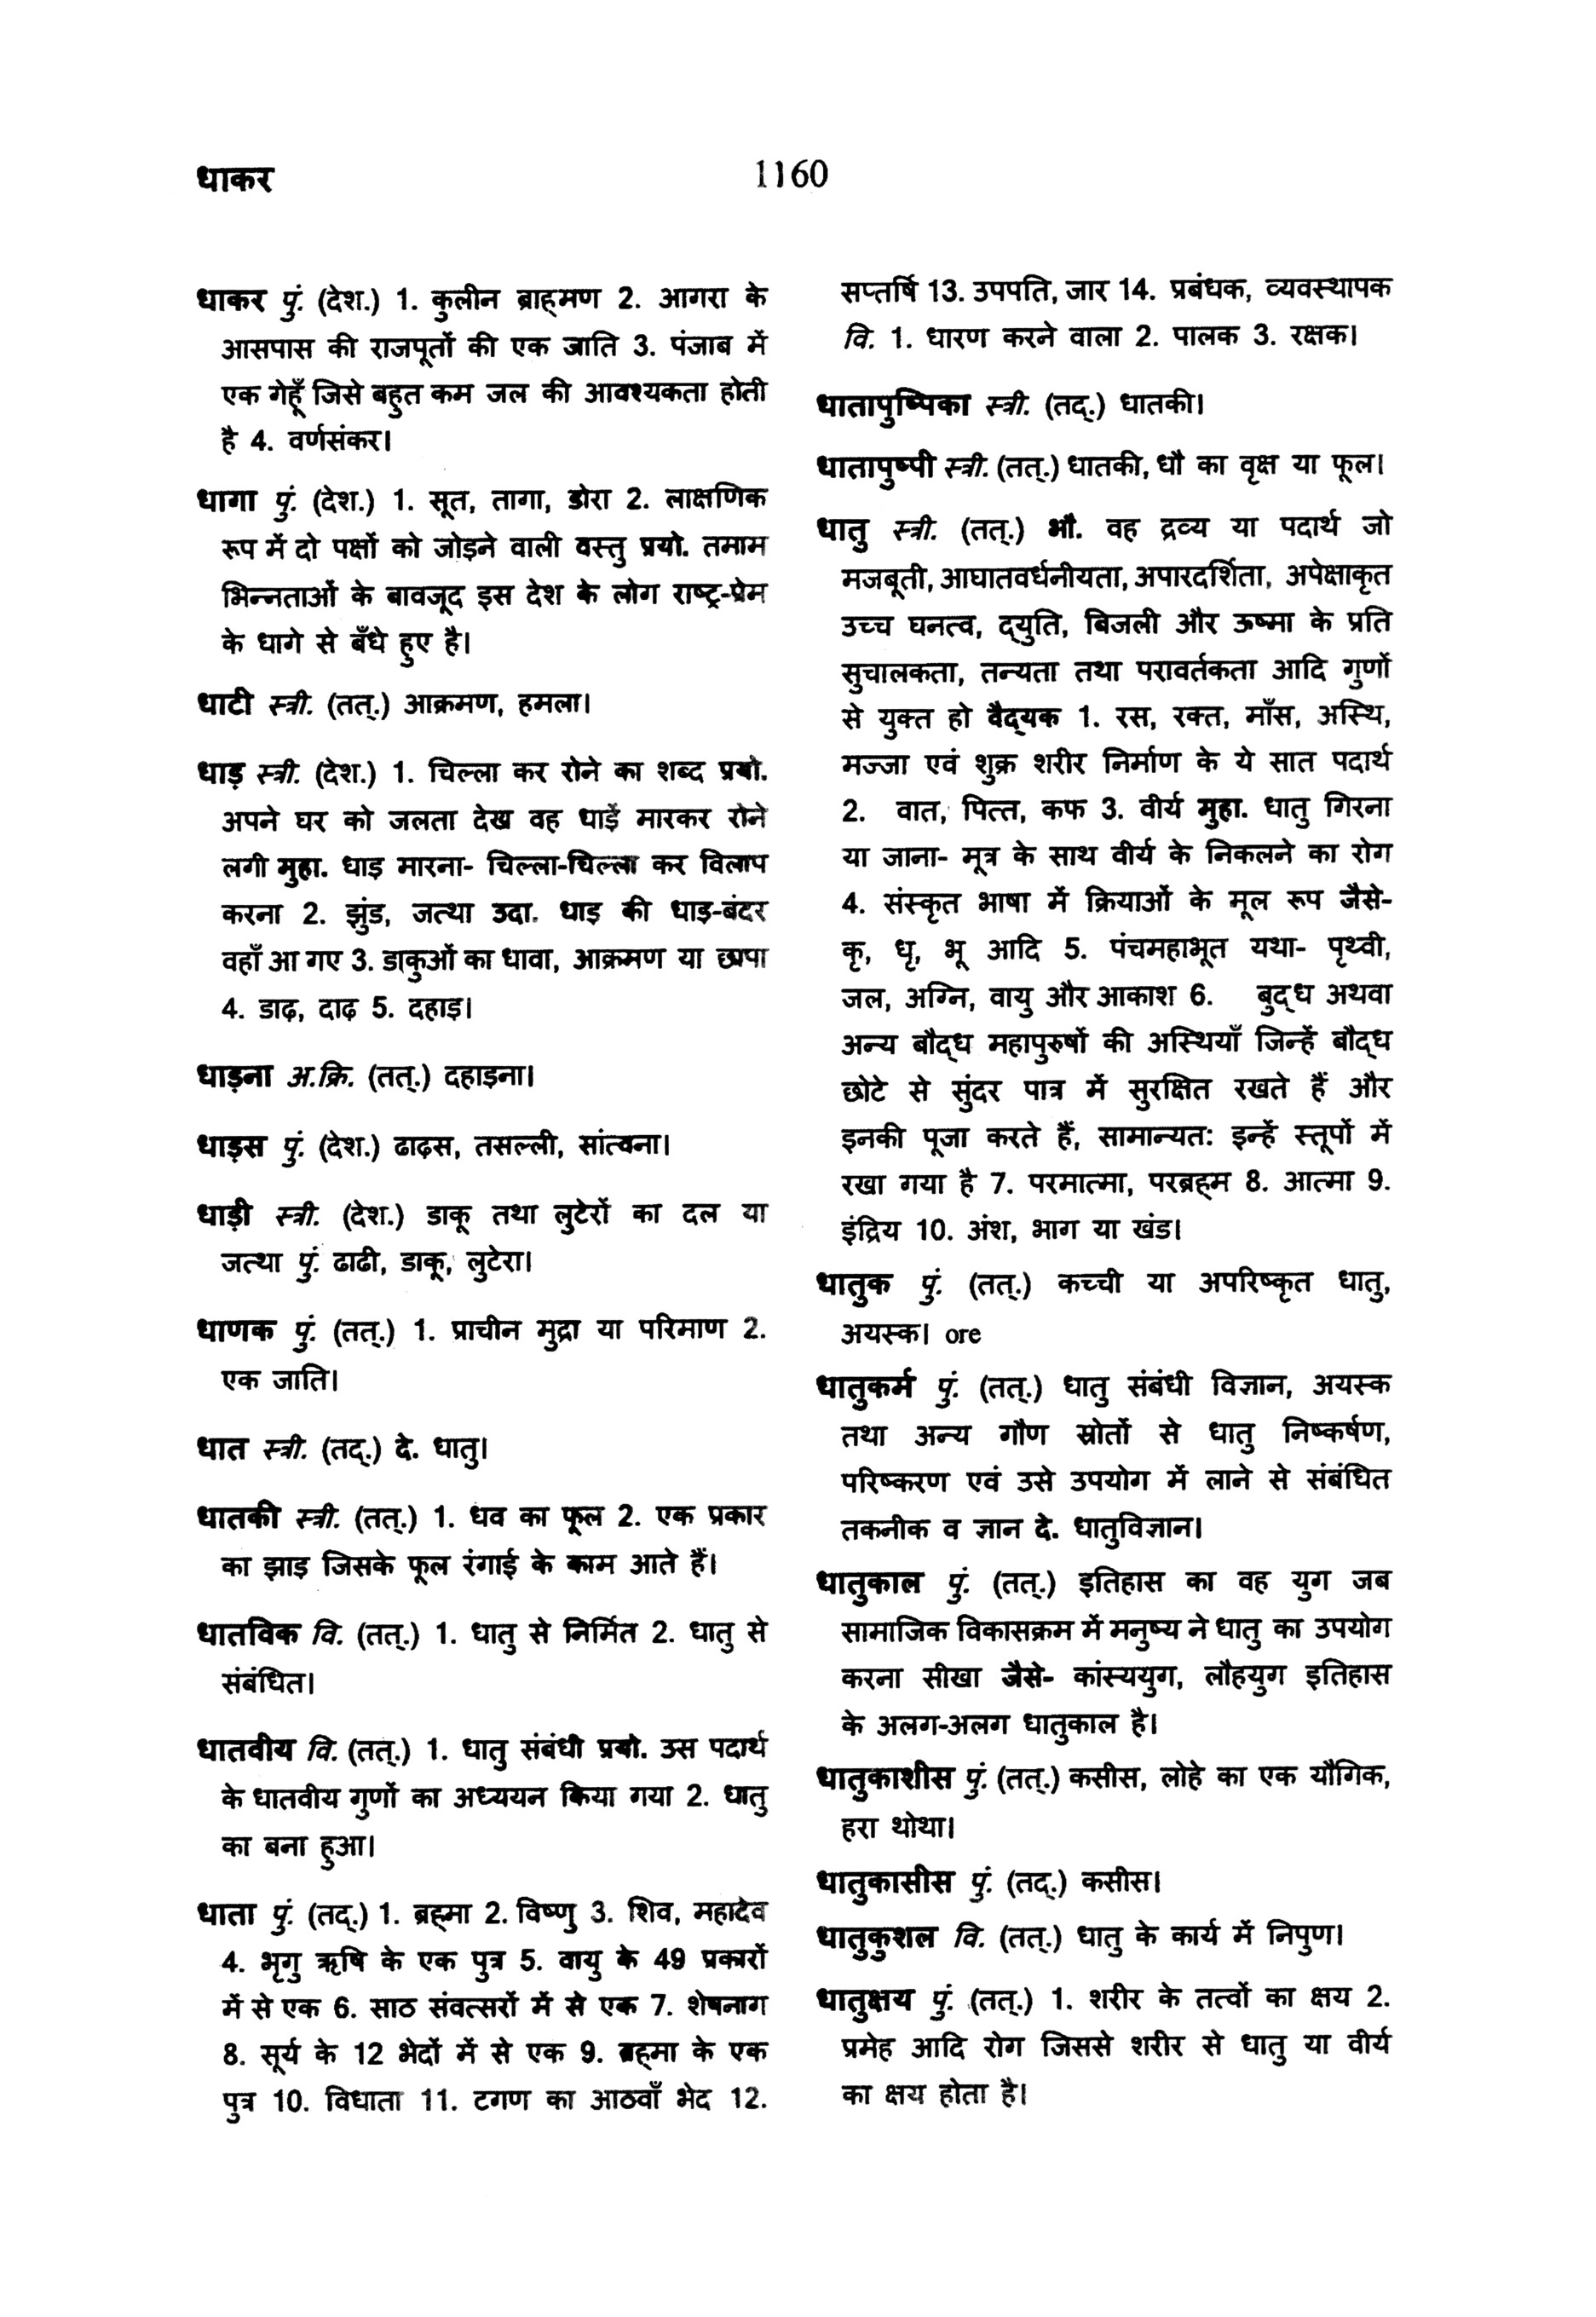 धाकर
1160
धाकर पुं. (देश.) 1. कुलीन ब्राह्मण 2. आगरा के
आसपास की राजपूतों की एक जाति 3. पंजाब में
एक गेहूँ जिसे बहुत कम जल की आवश्यकता होती
है 4. वर्णसंकर।
धागा पुं. (देश.) 1. सूत, तागा, डोरा 2. लाक्षणिक
रूप में दो पक्षों को जोड़ने वाली वस्तु प्रयो. तमाम
भिन्नताओं के बावजूद इस देश के लोग राष्ट्र-प्रेम
के धागे से बँधे हुए है।
धाटी स्त्री. (तत्.) आक्रमण, हमला।
धाड़ स्त्री. (देश.) 1. चिल्ला कर रोने का शब्द प्रयो.
अपने घर को जलता देख वह धाड़ें मारकर रोने
लगी मुहा. धाड़ मारना- चिल्ला-चिल्ला कर विलाप
करना 2. झुंड, जत्था उदा. धाड़ की धाड़-बंदर
वहाँ आ गए 3. डाकुओं का धावा, आक्रमण या छापा
4. डाढ़, दाढ़ 5. दहाड़।
धाड़ना अ.क्रि. (तत्.) दहाड़ना।
धाड़स पुं. (देश.) ढाढ़स, तसल्ली, सांत्वना।
धाड़ी स्त्री. (देश.) डाकू तथा लुटेरों का दल या
जत्था पुं. ढाढी, डाकू, लुटेरा।
धाणक पुं. (तत्.) 1. प्राचीन मुद्रा या परिमाण 2.
एक जाति।
धात स्त्री. (तद्.) दे. धातु।
धातकी स्त्री. (तत्.) 1. धव का फूल 2. एक प्रकार
का झाड़ जिसके फूल रंगाई के काम आते हैं।
धातविक वि. (तत्.) 1. धातु से निर्मित 2. धातु से
संबंधित।
धातवीय वि. (तत्.) 1. धातु संबंधी प्रयो. उस पदार्थ
के धातवीय गुणों का अध्ययन किया गया 2. धातु
का बना हुआ।
धाता पुं. (तद्.) 1. ब्रह्मा 2. विष्णु 3. शिव, महादेव
4. भृगु ऋषि के एक पुत्र 5. वायु के 49 प्रकारों
में से एक 6. साठ संवत्सरों में से एक 7. शेषनाग
8. सूर्य के 12 भेदों में से एक 9. ब्रह्मा के एक
पुत्र 10. विधाता 11. टगण का आठवाँ भेद 12.
सप्तर्षि 13. उपपति, जार 14. प्रबंधक, व्यवस्थापक
वि. 1. धारण करने वाला 2. पालक 3. रक्षक।
धातापुष्पिका स्त्री. (तद्.) धातकी।
धातापुष्पी स्त्री. (तत्.) धातकी, धौ का वृक्ष या फूल।
धातु स्त्री. (तत्.) भौ. वह द्रव्य या पदार्थ जो
मजबूती, आघातवर्धनीयता, अपारदर्शिता, अपेक्षाकृत
उच्च घनत्व, द्युति, बिजली और ऊष्मा के प्रति
सुचालकता, तन्यता तथा परावर्तकता आदि गुणों
से युक्त हो वैद्यक 1. रस, रक्त, माँस, अस्थि,
मज्जा एवं शुक्र शरीर निर्माण के ये सात पदार्थ
2. वात, पित्त, कफ 3. वीर्य मुहा. धातु गिरना
या जाना- मूत्र के साथ वीर्य के निकलने का रोग
4. संस्कृत भाषा में क्रियाओं के मूल रूप जैसे-
कृ, धृ, भू आदि 5. पंचमहाभूत यथा- पृथ्वी,
जल, अग्नि, वायु और आकाश 6. बुद्ध अथवा
अन्य बौद्ध महापुरुषों की अस्थियाँ जिन्हें बौद्ध
छोटे से सुंदर पात्र में सुरक्षित रखते हैं और
इनकी पूजा करते हैं, सामान्यत: इन्हें स्तूपों में
रखा गया है 7. परमात्मा, परब्रह्म 8. आत्मा 9.
इंद्रिय 10. अंश, भाग या खंड।
धातुक पुं. (तत्.) कच्ची या अपरिष्कृत धातु,
अयस्क। ore
धातुकर्म पुं. (तत्.) धातु संबंधी विज्ञान, अयस्क
तथा अन्य गौण स्रोतों से धातु निष्कर्षण,
परिष्करण एवं उसे उपयोग में लाने से संबंधित
तकनीक व ज्ञान दे. धातुविज्ञान।
धातुकाल पुं. (तत्.) इतिहास का वह युग जब
सामाजिक विकासक्रम में मनुष्य ने धातु का उपयोग
करना सीखा जैसे- कांस्ययुग, लौहयुग इतिहास
के अलग-अलग धातुकाल है।
धातुकाशीस पुं. (तत्.) कसीस, लोहे का एक यौगिक,
हरा थोथा।
धातुकासीस पुं. (तद्.) कसीस।
धातुकुशल वि. (तत्.) धातु के कार्य में निपुण।
धातुक्षय पुं. (तत्.) 1. शरीर के तत्वों का क्षय 2.
प्रमेह आदि रोग जिससे शरीर से धातु या वीर्य
का क्षय होता है।